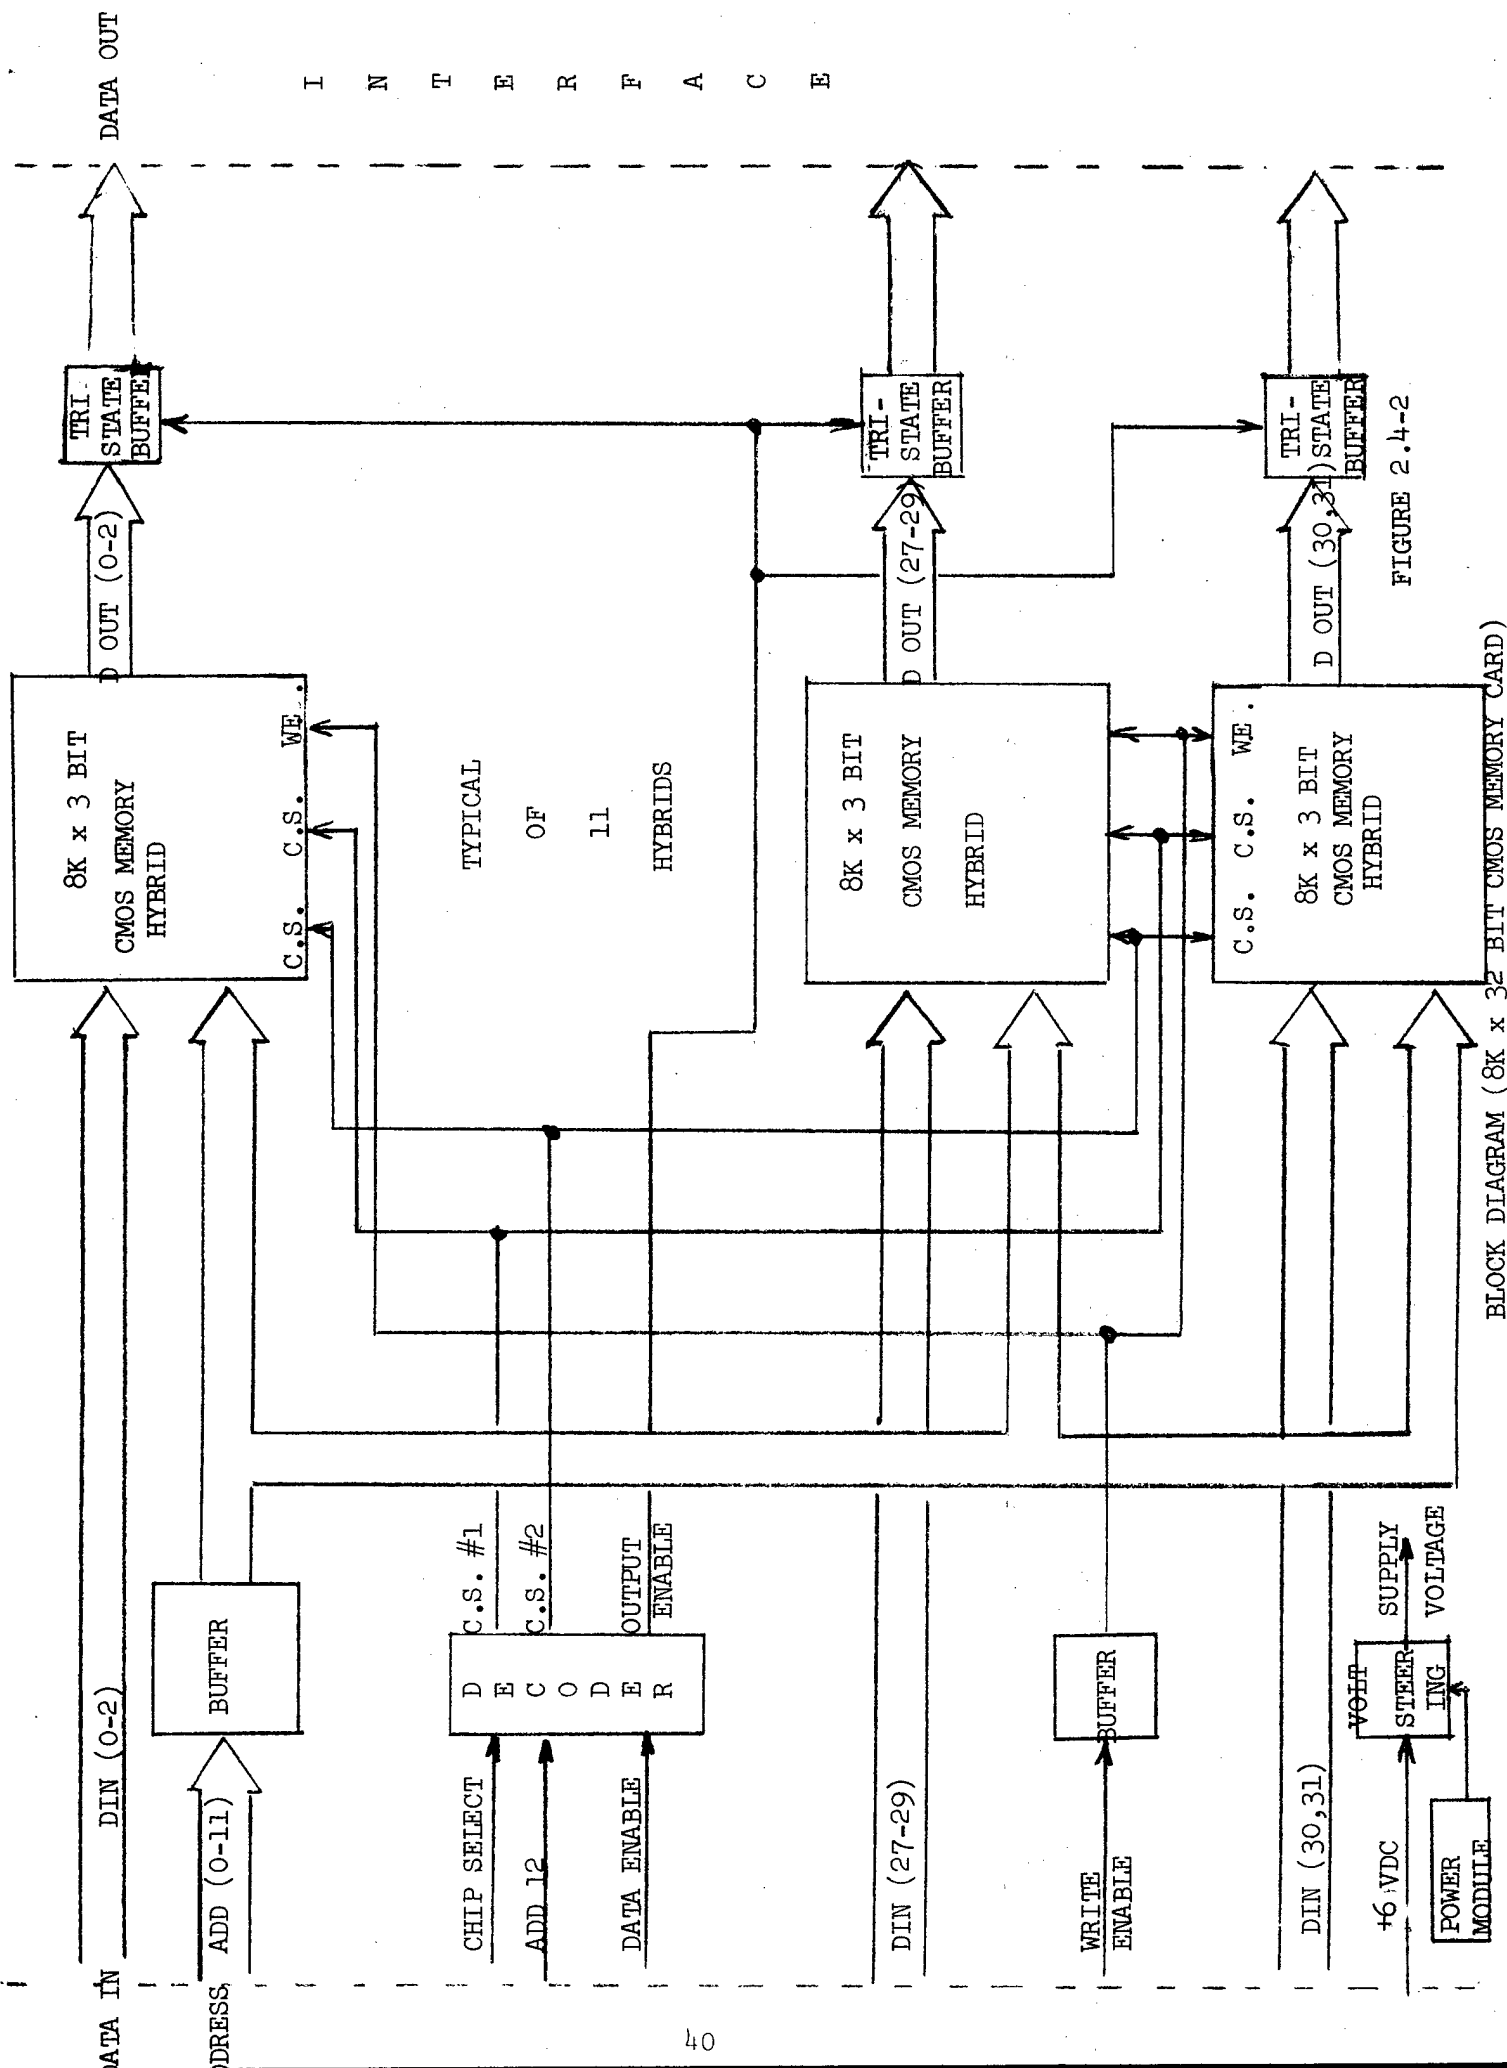 DATA IN
DIN (0-2)
8K x 3 BIT
CMOS MEMORY
HYBRID
C.S. C.S. WE.
D OUT (0-2)
TRI-
STATE
BUFFER
DATA OUT
ADD (0-11)
BUFFER
CHIP SELECT
ADD 12
DATA ENABLE
D
E
C
O
D
E
R
C.S. #1
C.S. #2
OUTPUT
ENABLE
TYPICAL
OF
11
HYBRIDS
I
N
T
E
R
F
A
C
E
DIN (27-29)
8K x 3 BIT
CMOS MEMORY
HYBRID
D OUT (27-29)
TRI-
STATE
BUFFER
WRITE
ENABLE
BUFFER
C.S. C.S. WE.
DIN (30,31)
8K x 3 BIT
CMOS MEMORY
HYBRID
D OUT (30,31)
TRI-
STATE
BUFFER
+6 VDC
VOLT
STEER
ING
SUPPLY
VOLTAGE
POWER
MODULE
FIGURE 2.4-2
BLOCK DIAGRAM (8K x 32 BIT CMOS MEMORY CARD)
40